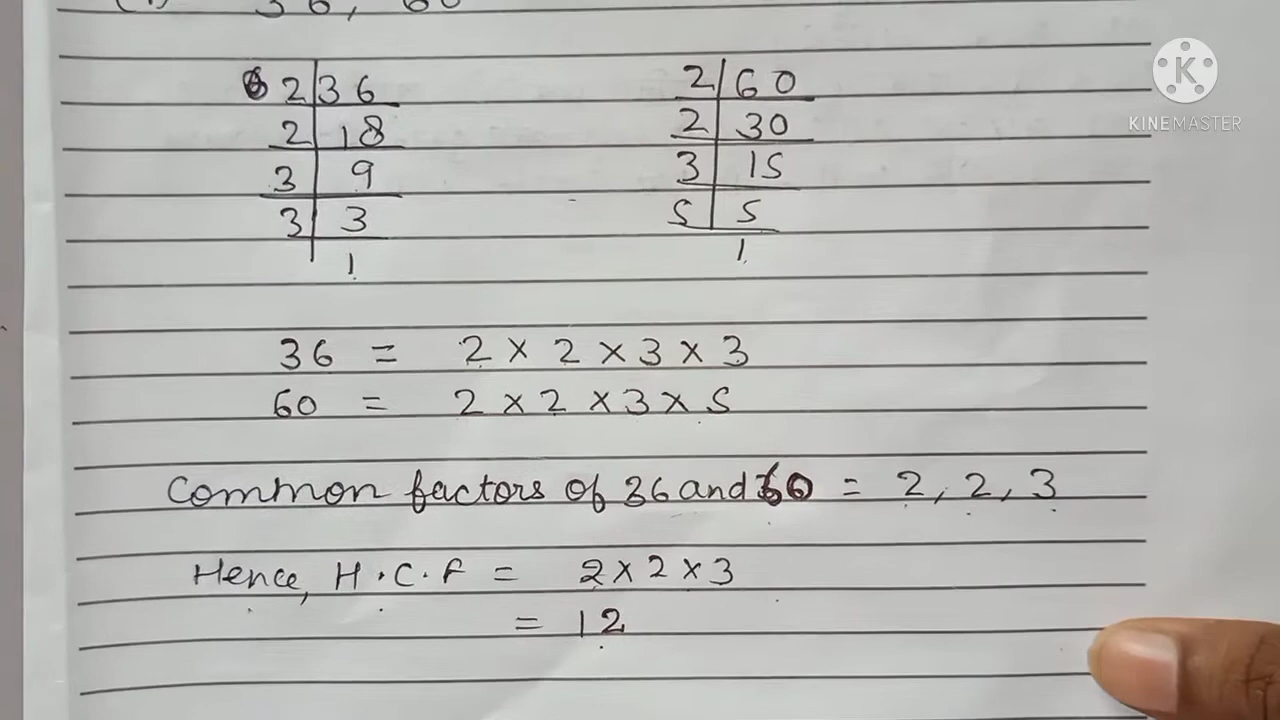 36, 60
2 36 2 60
2 18 2 30
3 9 3 15
3 3 5 5
1 1
K
KINEMASTER
36 = 2 × 2 × 3 × 3
60 = 2 × 2 × 3 × 5
Common factors of 36 and 60 = 2, 2, 3
Hence, H.C.F = 2 × 2 × 3
= 12